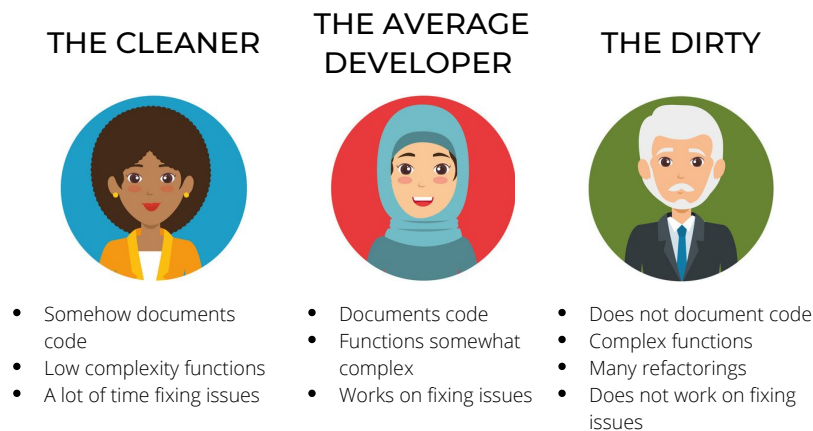 THE CLEANER
• Somehow documents
code
• Low complexity functions
• A lot of time fixing issues
THE AVERAGE
DEVELOPER
• Documents code
• Functions somewhat
complex
• Works on fixing issues
THE DIRTY
• Does not document code
• Complex functions
• Many refactorings
• Does not work on fixing
issues